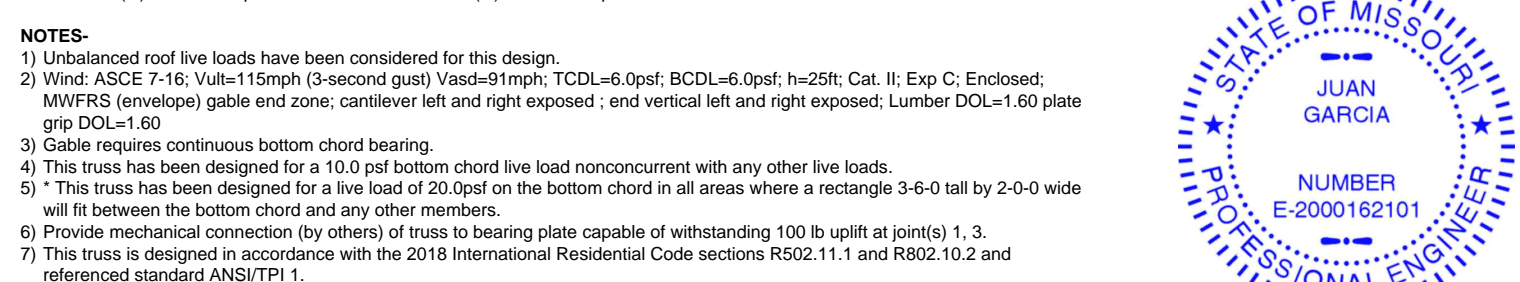 NOTES-
1) Unbalanced roof live loads have been considered for this design.
2) Wind: ASCE 7-16; Vult=115mph (3-second gust) Vasd=91mph; TCDL=6.0psf; BCDL=6.0psf; h=25ft; Cat. II; Exp C; Enclosed;
MWFRS (envelope) gable end zone; cantilever left and right exposed ; end vertical left and right exposed; Lumber DOL=1.60 plate
grip DOL=1.60
3) Gable requires continuous bottom chord bearing.
4) This truss has been designed for a 10.0 psf bottom chord live load nonconcurrent with any other live loads.
5) * This truss has been designed for a live load of 20.0psf on the bottom chord in all areas where a rectangle 3-6-0 tall by 2-0-0 wide
will fit between the bottom chord and any other members.
6) Provide mechanical connection (by others) of truss to bearing plate capable of withstanding 100 lb uplift at joint(s) 1, 3.
7) This truss is designed in accordance with the 2018 International Residential Code sections R502.11.1 and R802.10.2 and
referenced standard ANSI/TPI 1.
STATE OF MISSOURI
JUAN
GARCIA
NUMBER
E-2000162101
PROFESSIONAL ENGINEER